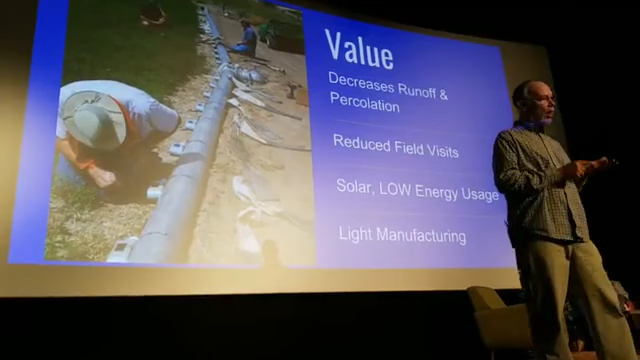 Value
Decreases Runoff &
Percolation
Reduced Field Visits
Solar, LOW Energy Usage
Light Manufacturing